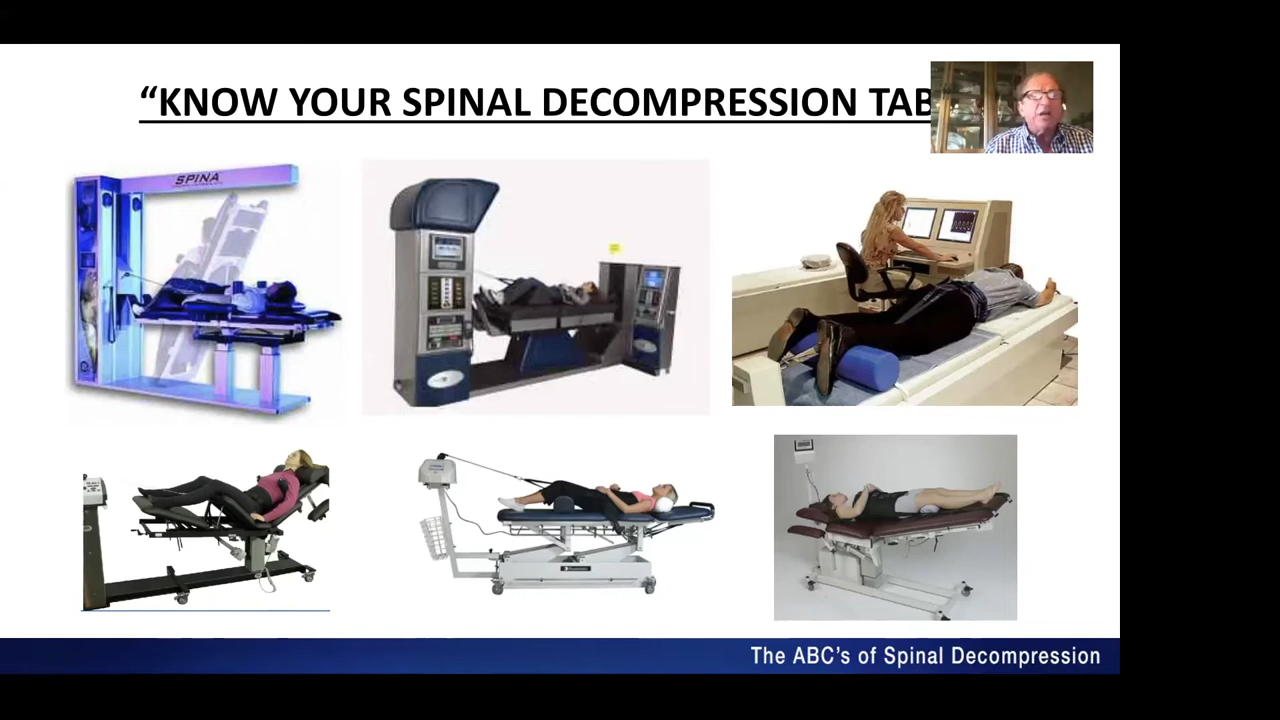 “KNOW YOUR SPINAL DECOMPRESSION TAB
SPINA
The ABC's of Spinal Decompression